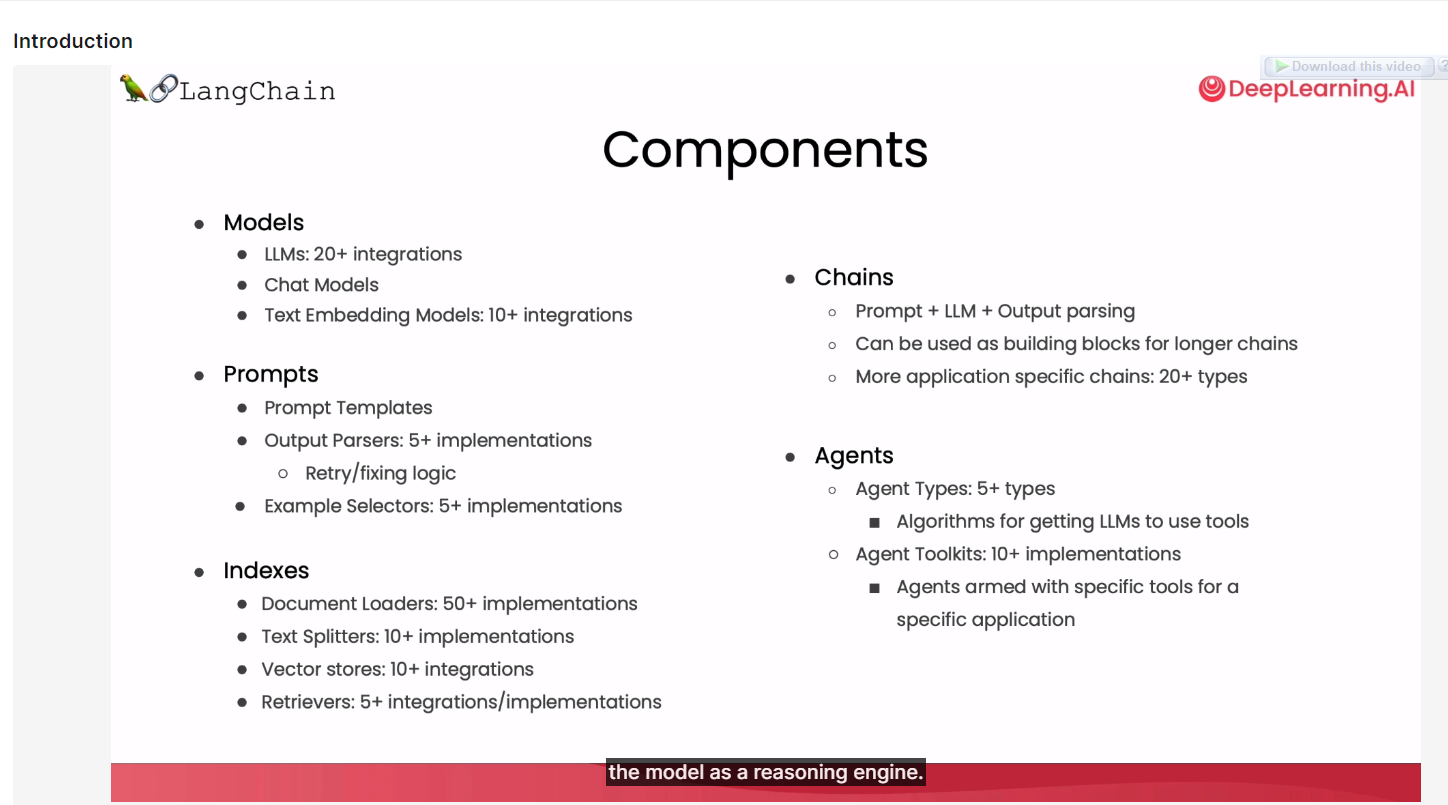 Introduction
Download this video
LangChain
DeepLearning.AI
Components
Models
LLMs: 20+ integrations
Chat Models
Text Embedding Models: 10+ integrations
Prompts
Prompt Templates
Output Parsers: 5+ implementations
Retry/fixing logic
Example Selectors: 5+ implementations
Indexes
Document Loaders: 50+ implementations
Text Splitters: 10+ implementations
Vector stores: 10+ integrations
Retrievers: 5+ integrations/implementations
Chains
Prompt + LLM + Output parsing
Can be used as building blocks for longer chains
More application specific chains: 20+ types
Agents
Agent Types: 5+ types
Algorithms for getting LLMs to use tools
Agent Toolkits: 10+ implementations
Agents armed with specific tools for a
specific application
the model as a reasoning engine.